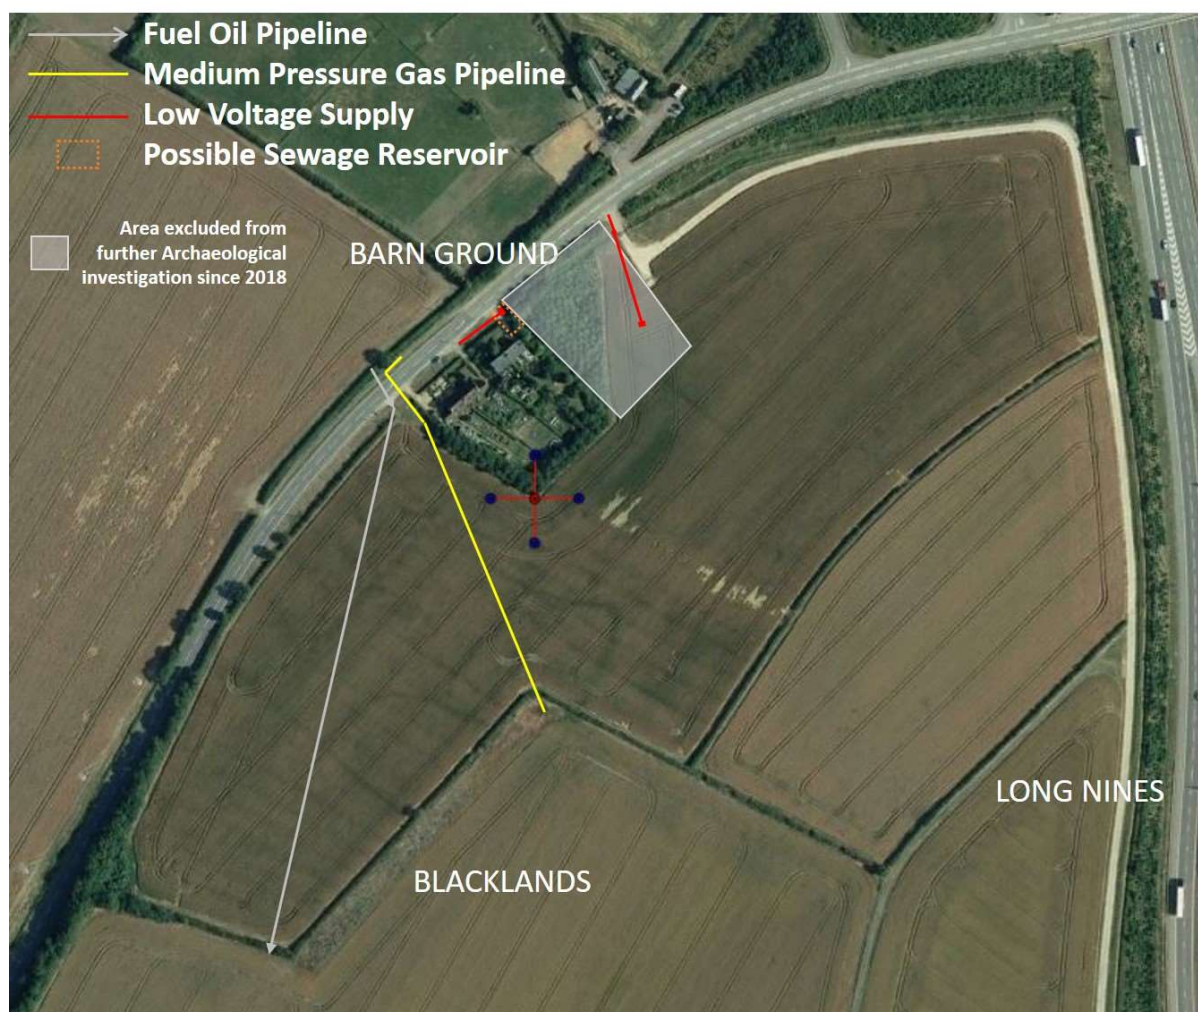 Fuel Oil Pipeline
Medium Pressure Gas Pipeline
Low Voltage Supply
Possible Sewage Reservoir
Area excluded from
further Archaeological
investigation since 2018
BARN GROUND
LONG NINES
BLACKLANDS